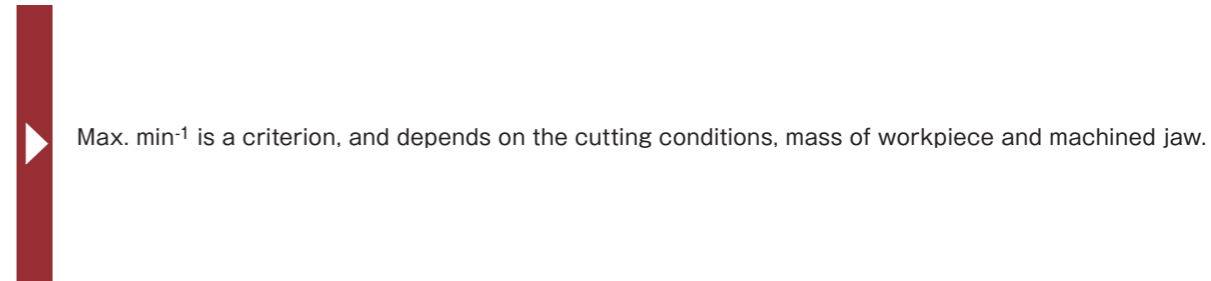 Max. min-1 is a criterion, and depends on the cutting conditions, mass of workpiece and machined jaw.